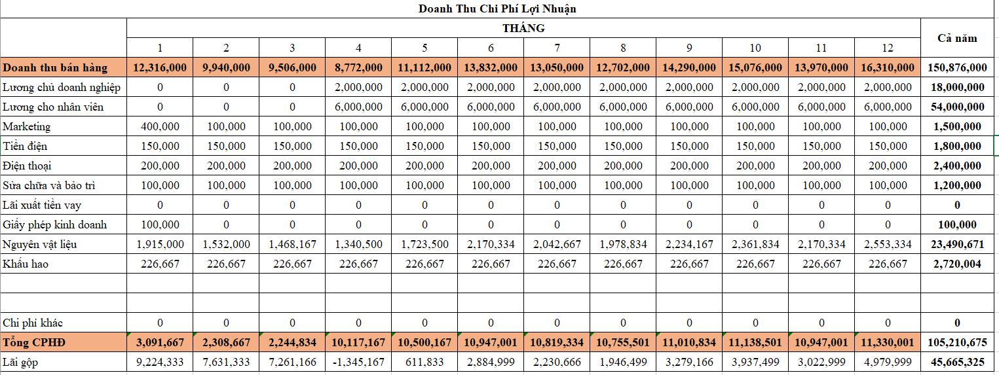 Doanh Thu Chi Phí Lợi Nhuận
THÁNG Cả năm
1 2 3 4 5 6 7 8 9 10 11 12
Doanh thu bán hàng 12,316,000 9,940,000 9,506,000 8,772,000 11,112,000 13,832,000 13,050,000 12,702,000 14,290,000 15,076,000 13,970,000 16,310,000 150,876,000
Lương chủ doanh nghiệp 0 0 0 2,000,000 2,000,000 2,000,000 2,000,000 2,000,000 2,000,000 2,000,000 2,000,000 2,000,000 18,000,000
Lương cho nhân viên 0 0 0 6,000,000 6,000,000 6,000,000 6,000,000 6,000,000 6,000,000 6,000,000 6,000,000 6,000,000 54,000,000
Marketing 400,000 100,000 100,000 100,000 100,000 100,000 100,000 100,000 100,000 100,000 100,000 100,000 1,500,000
Tiền điện 150,000 150,000 150,000 150,000 150,000 150,000 150,000 150,000 150,000 150,000 150,000 150,000 1,800,000
Điện thoại 200,000 200,000 200,000 200,000 200,000 200,000 200,000 200,000 200,000 200,000 200,000 200,000 2,400,000
Sửa chữa và bảo trì 100,000 100,000 100,000 100,000 100,000 100,000 100,000 100,000 100,000 100,000 100,000 100,000 1,200,000
Lãi xuất tiền vay 0 0 0 0 0 0 0 0 0 0 0 0 0
Giấy phép kinh doanh 100,000 0 0 0 0 0 0 0 0 0 0 0 100,000
Nguyên vật liệu 1,915,000 1,532,000 1,468,167 1,340,500 1,723,500 2,170,334 2,042,667 1,978,834 2,234,167 2,361,834 2,170,334 2,553,334 23,490,671
Khấu hao 226,667 226,667 226,667 226,667 226,667 226,667 226,667 226,667 226,667 226,667 226,667 226,667 2,720,004
Chi phí khác 0 0 0 0 0 0 0 0 0 0 0 0 0
Tổng CPHĐ 3,091,667 2,308,667 2,244,834 10,117,167 10,500,167 10,947,001 10,819,334 10,755,501 11,010,834 11,138,501 10,947,001 11,330,001 105,210,675
Lãi gộp 9,224,333 7,631,333 7,261,166 -1,345,167 611,833 2,884,999 2,230,666 1,946,499 3,279,166 3,937,499 3,022,999 4,979,999 45,665,325